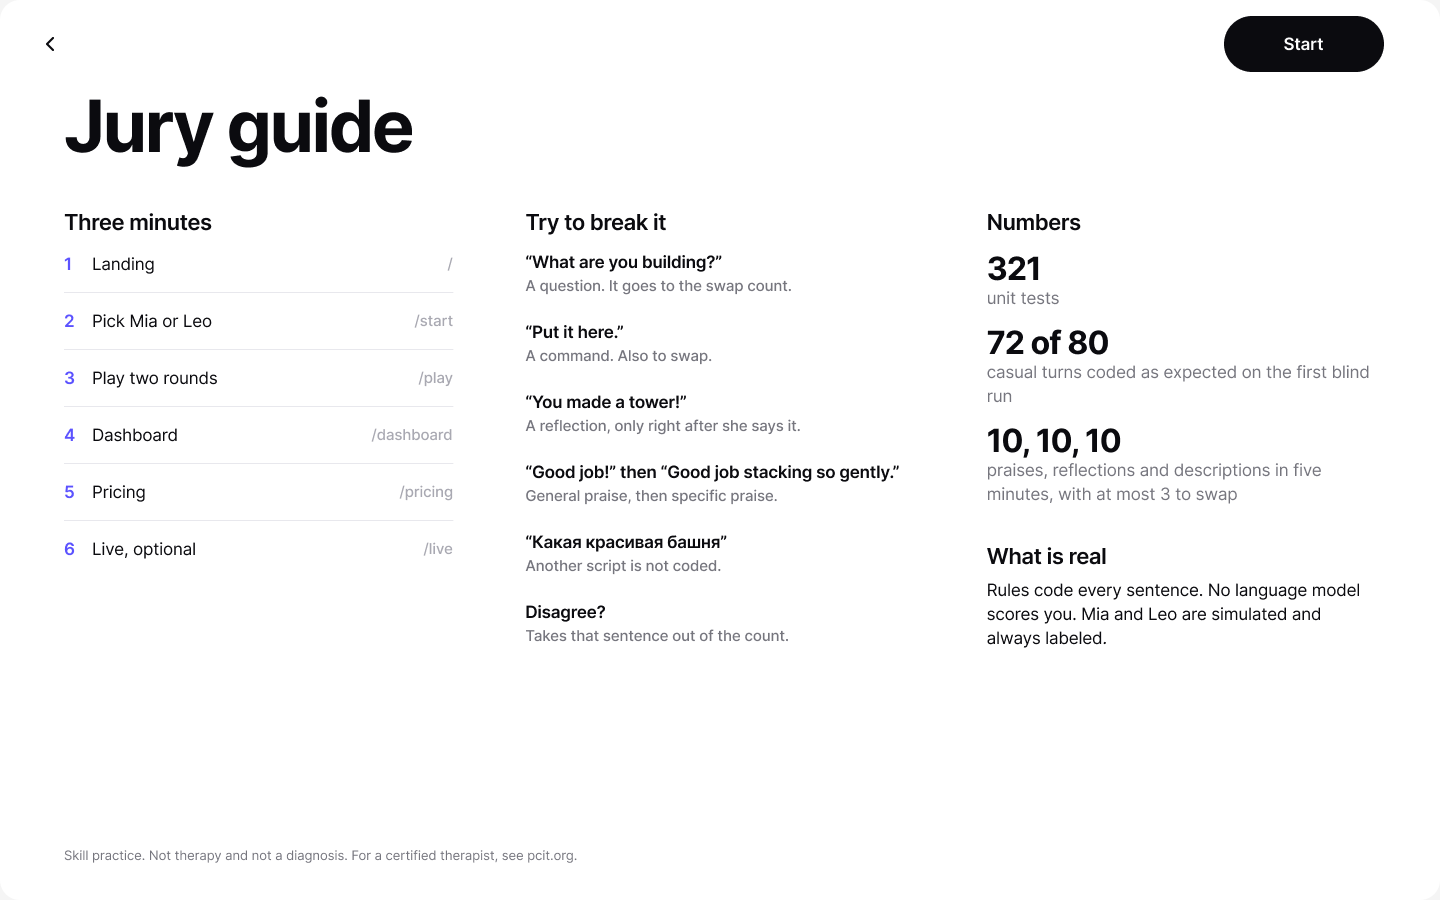 Start
Jury guide
Three minutes
1 Landing /
2 Pick Mia or Leo /start
3 Play two rounds /play
4 Dashboard /dashboard
5 Pricing /pricing
6 Live, optional /live
Try to break it
“What are you building?”
A question. It goes to the swap count.
“Put it here.”
A command. Also to swap.
“You made a tower!”
A reflection, only right after she says it.
“Good job!” then “Good job stacking so gently.”
General praise, then specific praise.
“Какая красивая башня”
Another script is not coded.
Disagree?
Takes that sentence out of the count.
Numbers
321
unit tests
72 of 80
casual turns coded as expected on the first blind
run
10, 10, 10
praises, reflections and descriptions in five
minutes, with at most 3 to swap
What is real
Rules code every sentence. No language model
scores you. Mia and Leo are simulated and
always labeled.
Skill practice. Not therapy and not a diagnosis. For a certified therapist, see pcit.org.